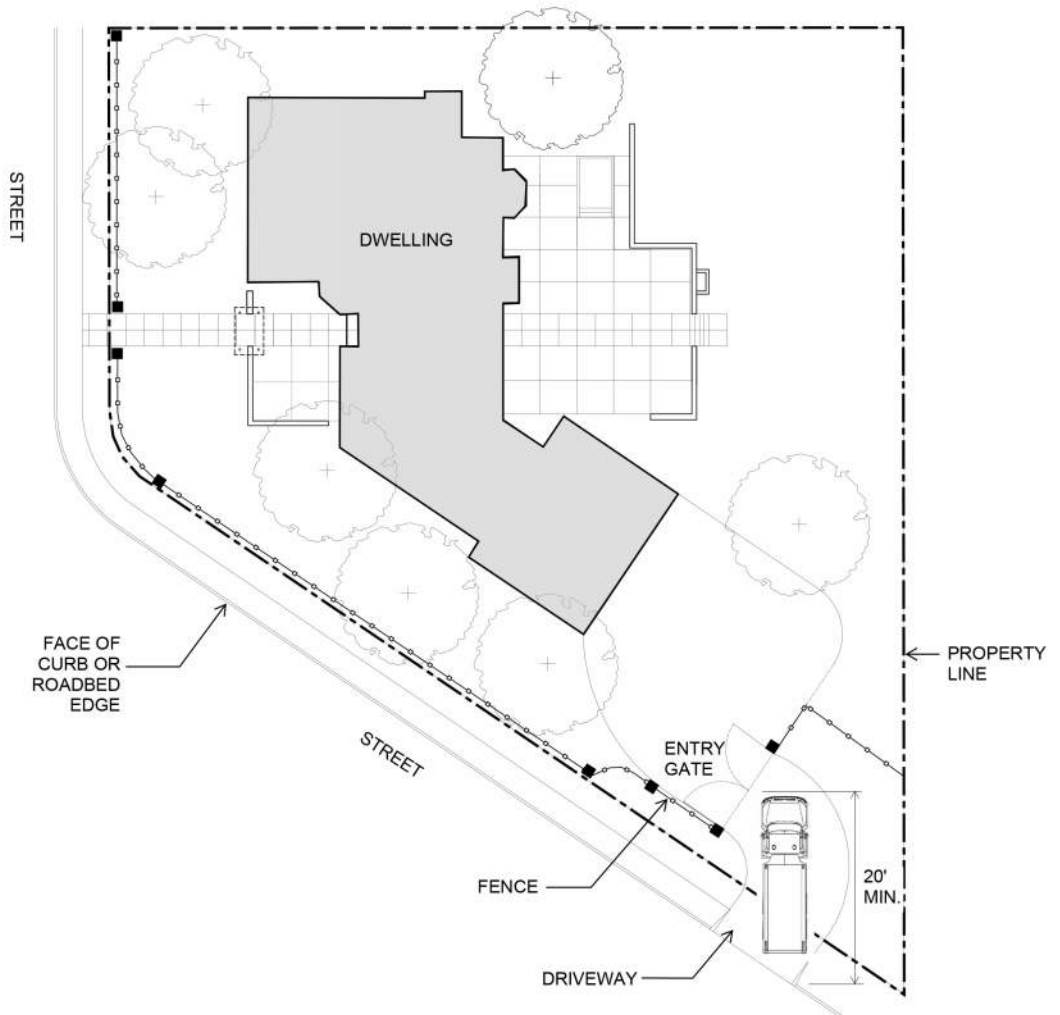 STREET
DWELLING
FACE OF
CURB OR
ROADBED
EDGE
PROPERTY
LINE
STREET
ENTRY
GATE
FENCE
20'
MIN.
DRIVEWAY